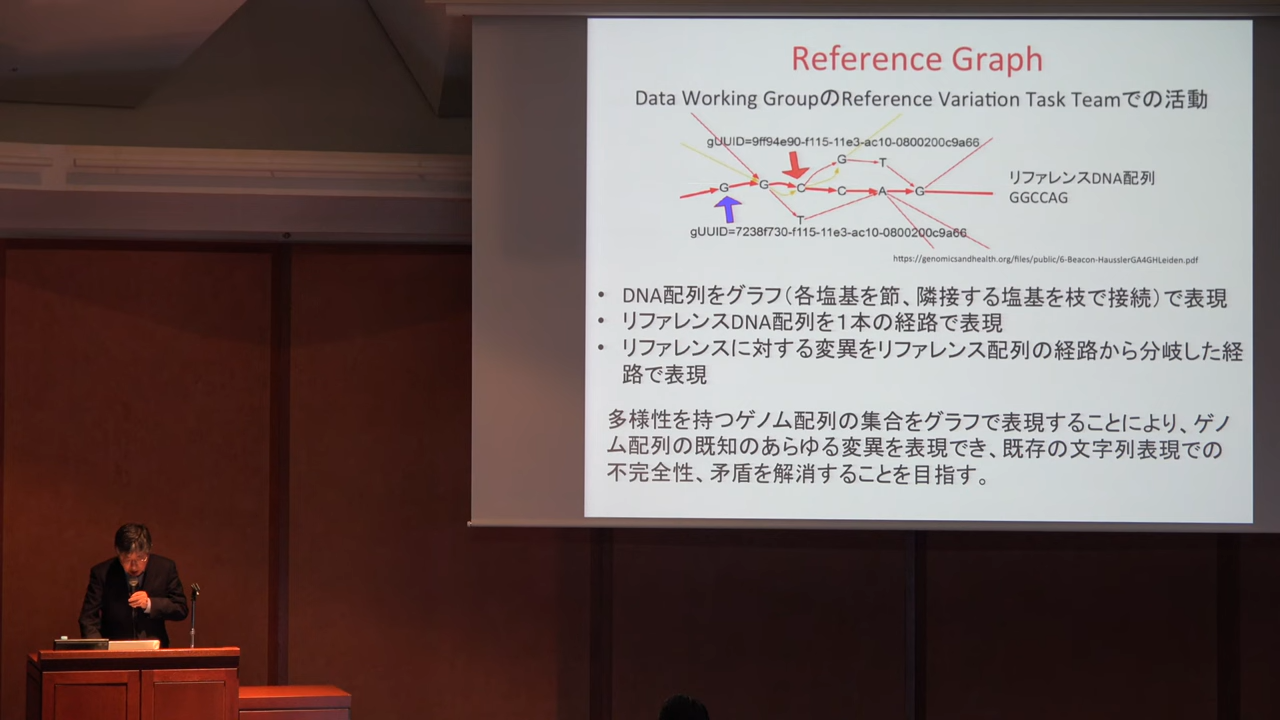 Reference Graph
Data Working GroupのReference Variation Task Teamでの活動
gUUID=9ff94e90-f115-11e3-ac10-0800200c9a66
G T
G G C C A G
T
リファレンスDNA配列
GGCCAG
gUUID=7238f730-f115-11e3-ac10-0800200c9a66
https://genomicsandhealth.org/files/public/6-Beacon-HausslerGA4GHLeiden.pdf
• DNA配列をグラフ(各塩基を節、隣接する塩基を枝で接続)で表現
• リファレンスDNA配列を1本の経路で表現
• リファレンスに対する変異をリファレンス配列の経路から分岐した経
路で表現
多様性を持つゲノム配列の集合をグラフで表現することにより、ゲノ
ム配列の既知のあらゆる変異を表現でき、既存の文字列表現での
不完全性、矛盾を解消することを目指す。